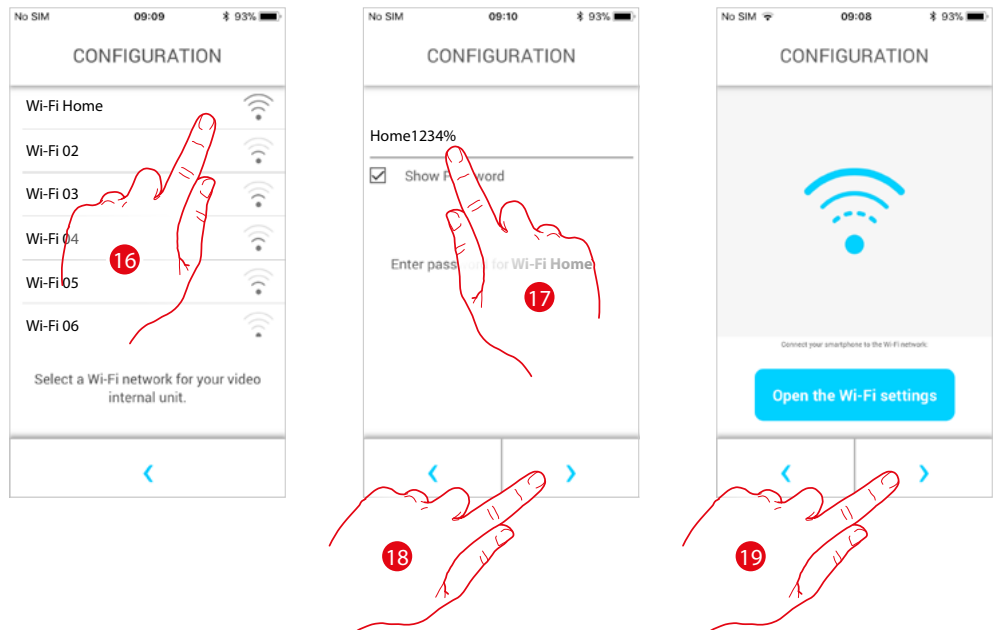 No SIM 09:09 93%
CONFIGURATION
Wi-Fi Home
Wi-Fi 02
Wi-Fi 03
Wi-Fi 04
Wi-Fi 05
Wi-Fi 06
Select a Wi-Fi network for your video
internal unit.
16
No SIM 09:10 93%
CONFIGURATION
Home1234%
Show Password
Enter password for Wi-Fi Home
17
18
No SIM 09:08 93%
CONFIGURATION
Connect your smartphone to the Wi-Fi network.
Open the Wi-Fi settings
19